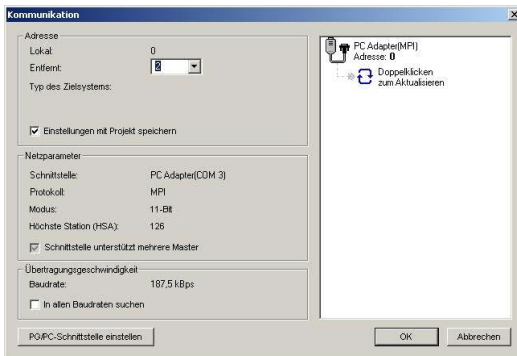 Kommunikation
Adresse
Lokal: 0
Entfernt: 2
Typ des Zielsystems:
Einstellungen mit Projekt speichern
Netzparameter
Schnittstelle: PC Adapter(COM 3)
Protokoll: MPI
Modus: 11-Bit
Höchste Station (HSA): 126
Schnittstelle unterstützt mehrere Master
Übertragungsgeschwindigkeit
Baudrate: 187,5 kBps
In allen Baudraten suchen
PG/PC-Schnittstelle einstellen
PC Adapter(MPI)
Adresse: 0
Doppelklicken
zum Aktualisieren
OK
Abbrechen